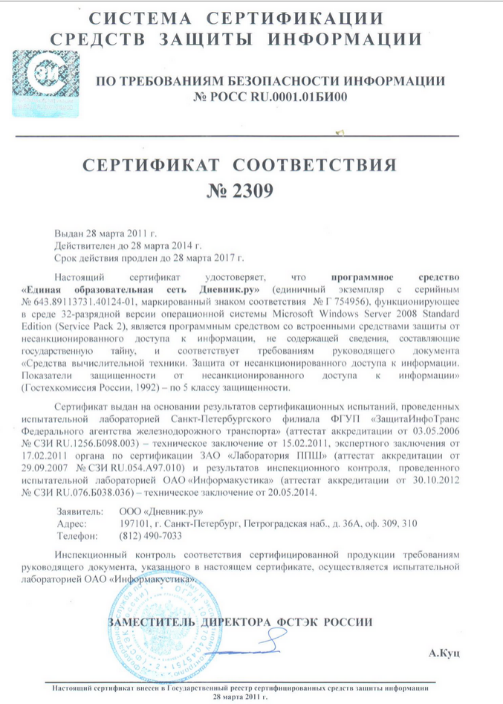 СИСТЕМА СЕРТИФИКАЦИИ
СРЕДСТВ ЗАЩИТЫ ИНФОРМАЦИИ
СЗИ
ПО ТРЕБОВАНИЯМ БЕЗОПАСНОСТИ ИНФОРМАЦИИ
№ РОСС RU.0001.01БИ00
СЕРТИФИКАТ СООТВЕТСТВИЯ
№ 2309
Выдан 28 марта 2011 г.
Действителен до 28 марта 2014 г.
Срок действия продлен до 28 марта 2017 г.
Настоящий сертификат удостоверяет, что программное средство
«Единая образовательная сеть Дневник.ру» (единичный экземпляр с серийным
№ 643.89113731.40124-01, маркированный знаком соответствия № Г 754956), функционирующее
в среде 32-разрядной версии операционной системы Microsoft Windows Server 2008 Standard
Edition (Service Pack 2), является программным средством со встроенными средствами защиты от
несанкционированного доступа к информации, не содержащей сведения, составляющие
государственную тайну, и соответствует требованиям руководящего документа
«Средства вычислительной техники. Защита от несанкционированного доступа к информации.
Показатели защищенности от несанкционированного доступа к информации»
(Гостехкомиссия России, 1992) – по 5 классу защищенности.
Сертификат выдан на основании результатов сертификационных испытаний, проведенных
испытательной лабораторией Санкт-Петербургского филиала ФГУП «ЗащитаИнфоТранс
Федерального агентства железнодорожного транспорта» (аттестат аккредитации от 03.05.2006
№ СЗИ RU.1256.Б098.003) – техническое заключение от 15.02.2011, экспертного заключения от
17.02.2011 органа по сертификации ЗАО «Лаборатория ППШ» (аттестат аккредитации от
29.09.2007 № СЗИ RU.054.А97.010) и результатов инспекционного контроля, проведенного
испытательной лабораторией ОАО «Информакустика» (аттестат аккредитации от 30.10.2012
№ СЗИ RU.076.Б038.036) – техническое заключение от 20.05.2014.
Заявитель: ООО «Дневник.ру»
Адрес: 197101, г. Санкт-Петербург, Петроградская наб., д. 36А, оф. 309, 310
Телефон: (812) 490-7033
Инспекционный контроль соответствия сертифицированной продукции требованиям
руководящего документа, указанного в настоящем сертификате, осуществляется испытательной
лабораторией ОАО «Информакустика».
ЗАМЕСТИТЕЛЬ ДИРЕКТОРА ФСТЭК РОССИИ
А.Куц
Настоящий сертификат внесен в Государственный реестр сертифицированных средств защиты информации
28 марта 2011 г.